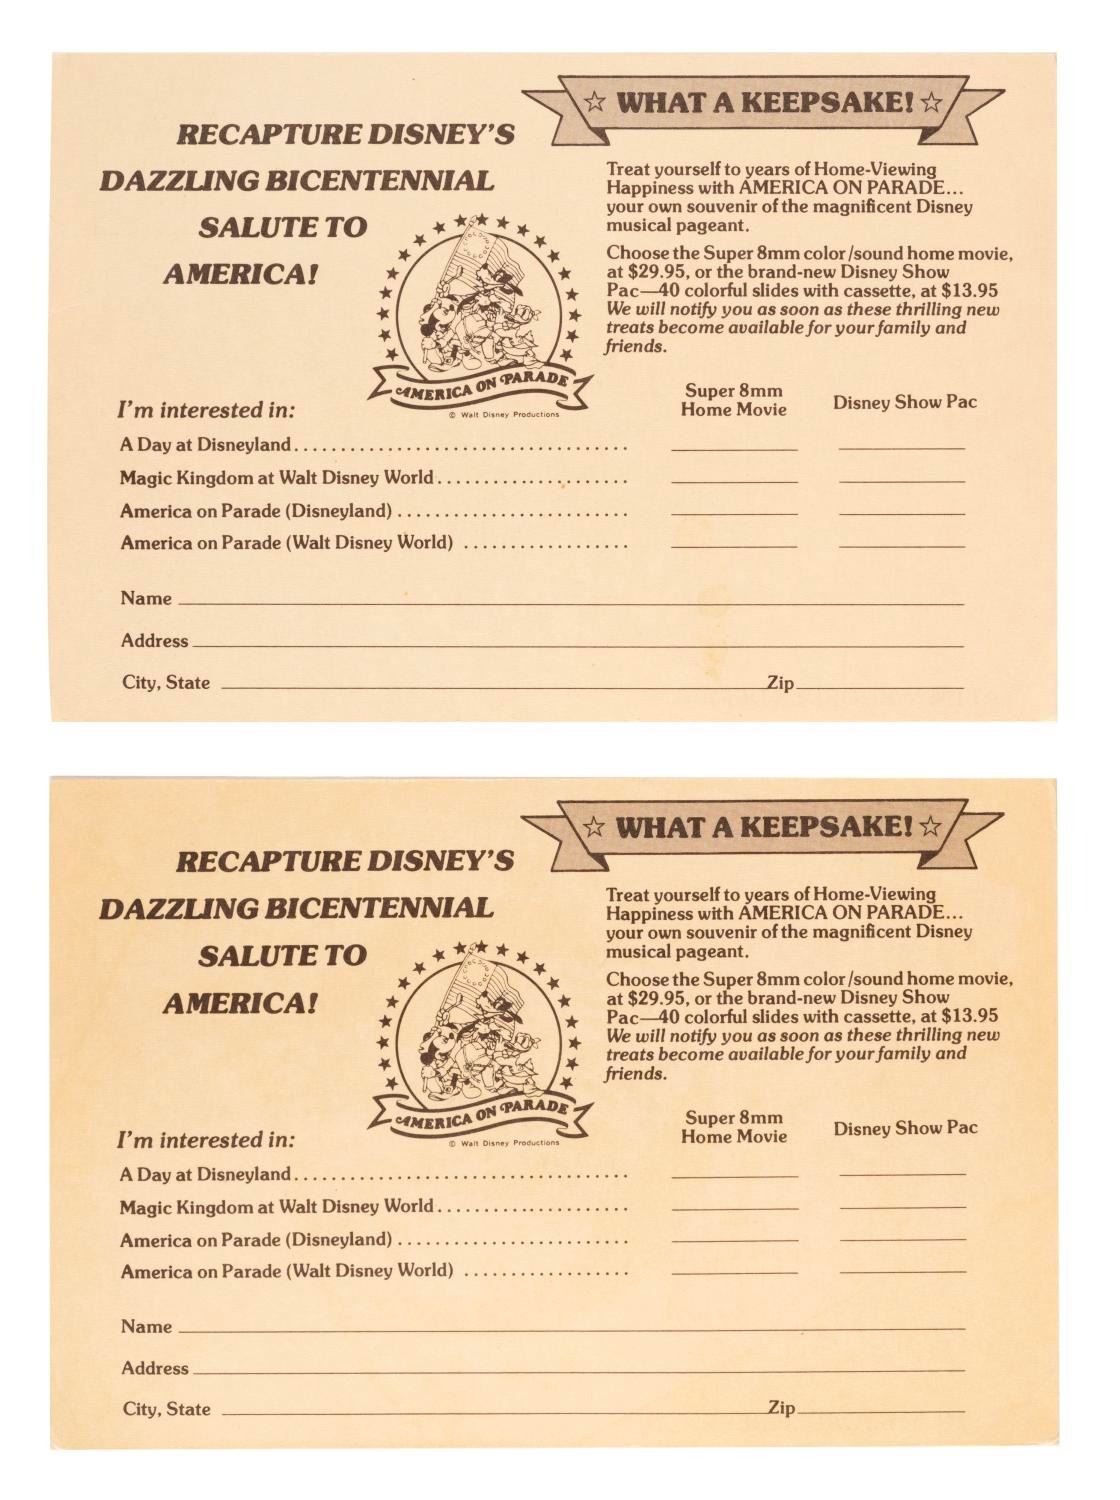 RECAPTURE DISNEY'S
DAZZLING BICENTENNIAL
SALUTE TO
AMERICA!
☆ WHAT A KEEPSAKE! ☆
Treat yourself to years of Home-Viewing
Happiness with AMERICA ON PARADE...
your own souvenir of the magnificent Disney
musical pageant.
Choose the Super 8mm color/sound home movie,
at $29.95, or the brand-new Disney Show
Pac—40 colorful slides with cassette, at $13.95
We will notify you as soon as these thrilling new
treats become available for your family and
friends.
AMERICA ON PARADE
© Walt Disney Productions
I'm interested in:
Super 8mm
Home Movie
Disney Show Pac
A Day at Disneyland
Magic Kingdom at Walt Disney World
America on Parade (Disneyland)
America on Parade (Walt Disney World)
Name
Address
City, State Zip
RECAPTURE DISNEY'S
DAZZLING BICENTENNIAL
SALUTE TO
AMERICA!
☆ WHAT A KEEPSAKE! ☆
Treat yourself to years of Home-Viewing
Happiness with AMERICA ON PARADE...
your own souvenir of the magnificent Disney
musical pageant.
Choose the Super 8mm color/sound home movie,
at $29.95, or the brand-new Disney Show
Pac—40 colorful slides with cassette, at $13.95
We will notify you as soon as these thrilling new
treats become available for your family and
friends.
AMERICA ON PARADE
© Walt Disney Productions
I'm interested in:
Super 8mm
Home Movie
Disney Show Pac
A Day at Disneyland
Magic Kingdom at Walt Disney World
America on Parade (Disneyland)
America on Parade (Walt Disney World)
Name
Address
City, State Zip